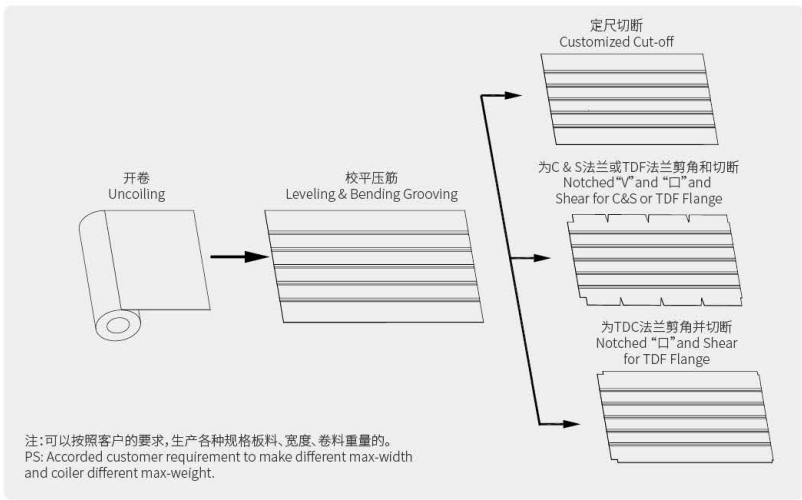 开卷
Uncoiling
校平压筋
Leveling & Bending Grooving
定尺切断
Customized Cut-off
为C & S法兰或TDF法兰剪角和切断
Notched“V”and “口”and
Shear for C&S or TDF Flange
为TDC法兰剪角并切断
Notched “口”and Shear
for TDF Flange
注:可以按照客户的要求,生产各种规格板料、宽度、卷料重量的。
PS: Accorded customer requirement to make different max-width
and coiler different max-weight.